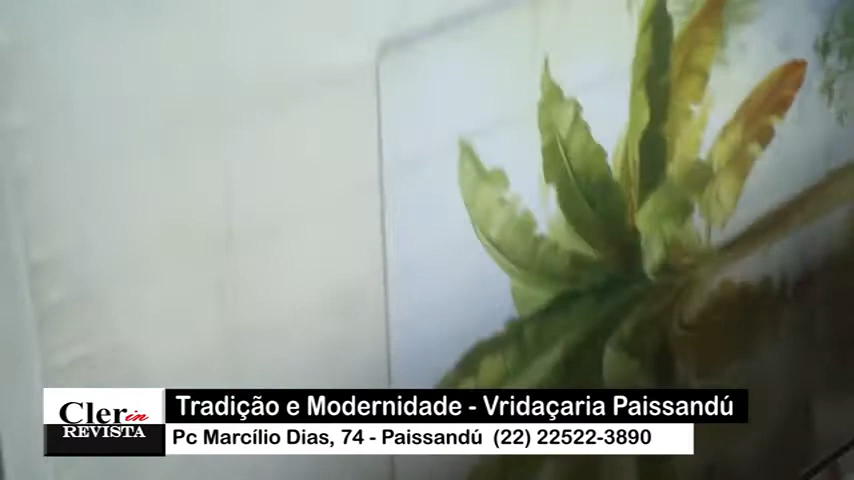 Tradição e Modernidade - Vridaçaria Paissandú
Cler in
REVISTA
Pc Marcílio Dias, 74 - Paissandú (22) 22522-3890